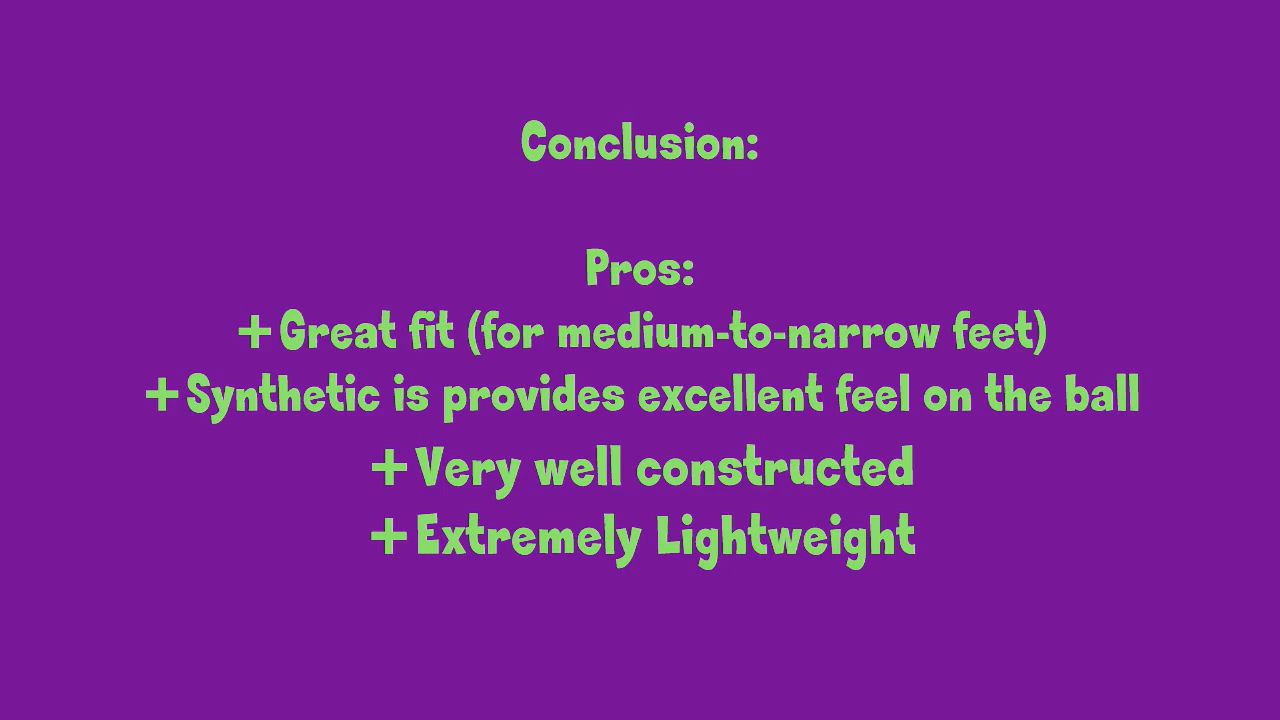 Conclusion:
Pros:
+Great fit (for medium-to-narrow feet)
+Synthetic is provides excellent feel on the ball
+Very well constructed
+Extremely Lightweight